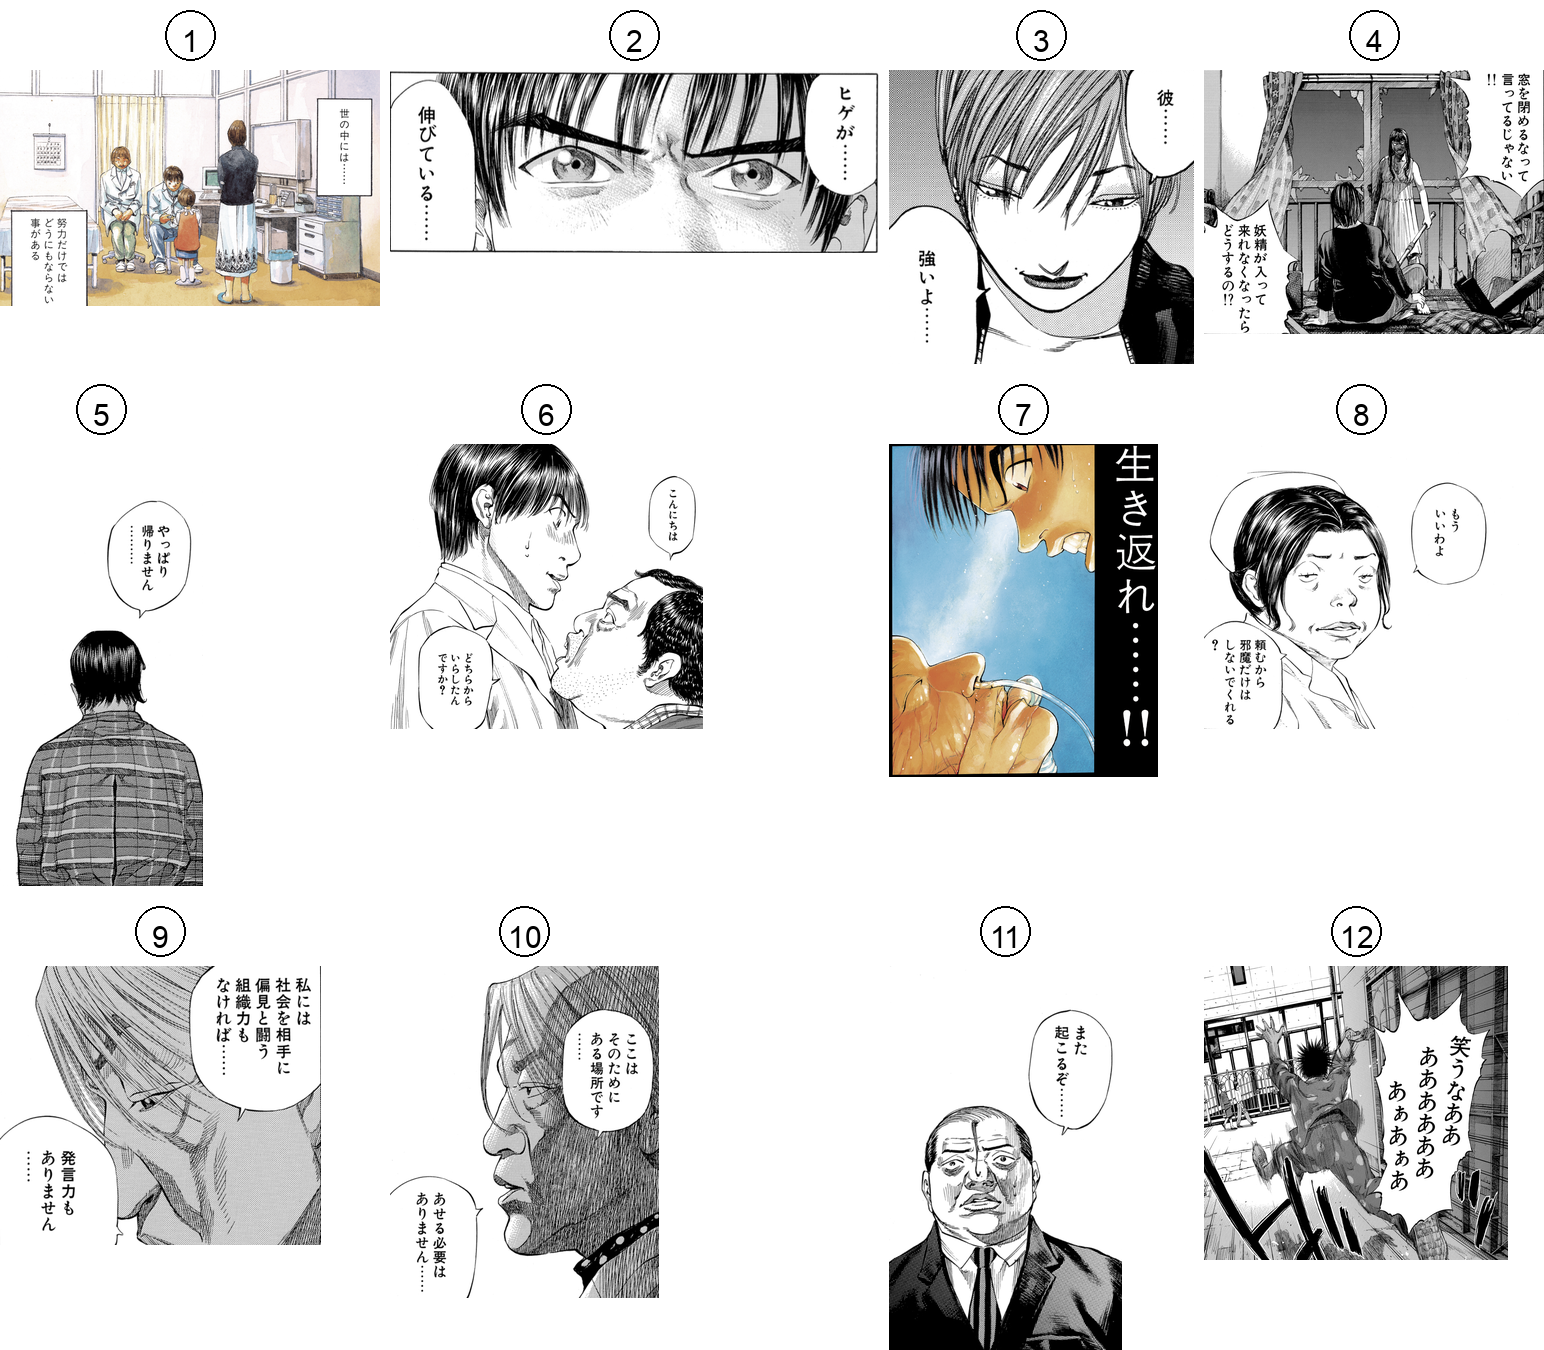 1
世の中には……
努力だけでは
どうにもならない
事がある
2
ヒゲが……
伸びている……
3
彼……
強いよ……
4
窓を閉めるなって
言ってるじゃない
!!
妖精が入って
来れなくなったら
どうするの!?
5
やっぱり
帰りません
………
6
こんにちは
どちらから
いらしたん
ですか?
7
生き返れ……!!
8
もう
いいわよ
頼むから
邪魔だけは
しないでくれる
?
9
私には
社会を相手に
偏見と闘う
組織力も
なければ……
発言力も
ありません
……
10
ここは
そのために
ある場所です
……
あせる必要は
ありません……
11
また
起こるぞ……
12
笑うなああ
ああああああ
あぁあぁあ